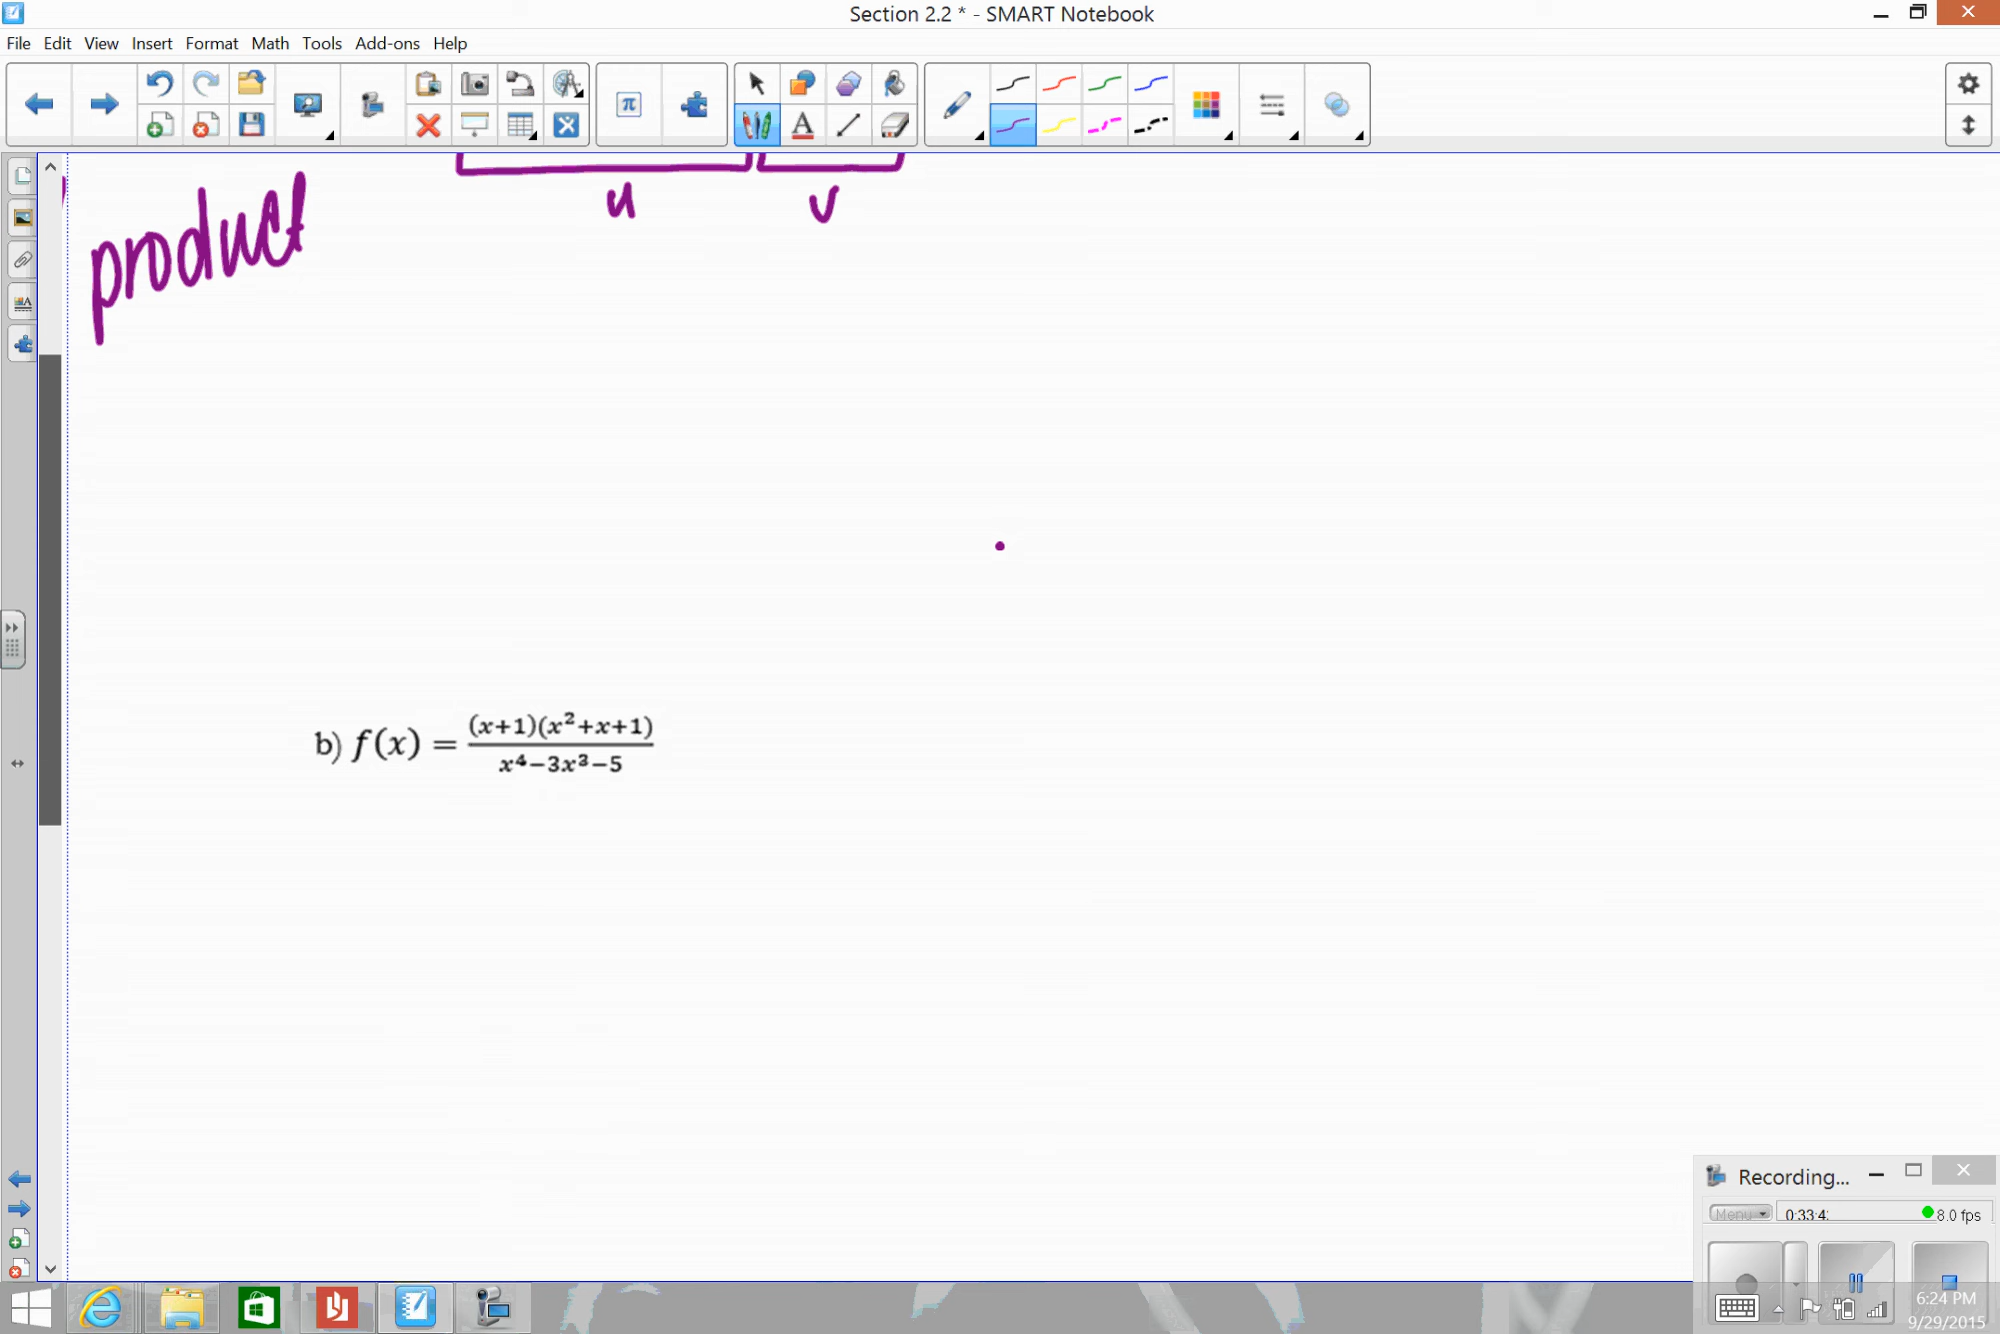 Section 2.2 * - SMART Notebook
File Edit View Insert Format Math Tools Add-ons Help
u v
product
b) f(x) = (x+1)(x²+x+1) / x⁴−3x³−5
Recording...
Menu 0:33:4 8.0 fps
6:24 PM
9/29/2015